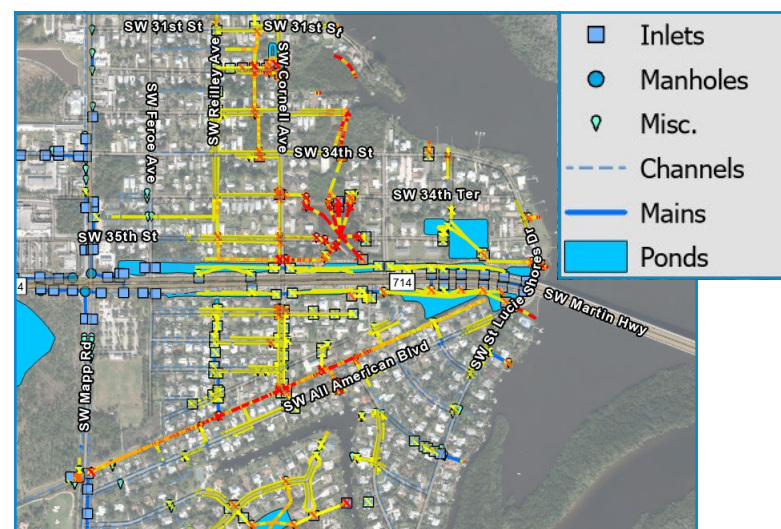 SW 31st St
SW 31st St
SW Reilley Ave
SW Cornell Ave
SW Feroe Ave
SW 34th St
SW 34th Ter
SW 35th St
SW St Lucie Shores Dr
4
714
SW Martin Hwy
SW Mapp Rd
SW All American Blvd
Inlets
Manholes
Misc.
Channels
Mains
Ponds